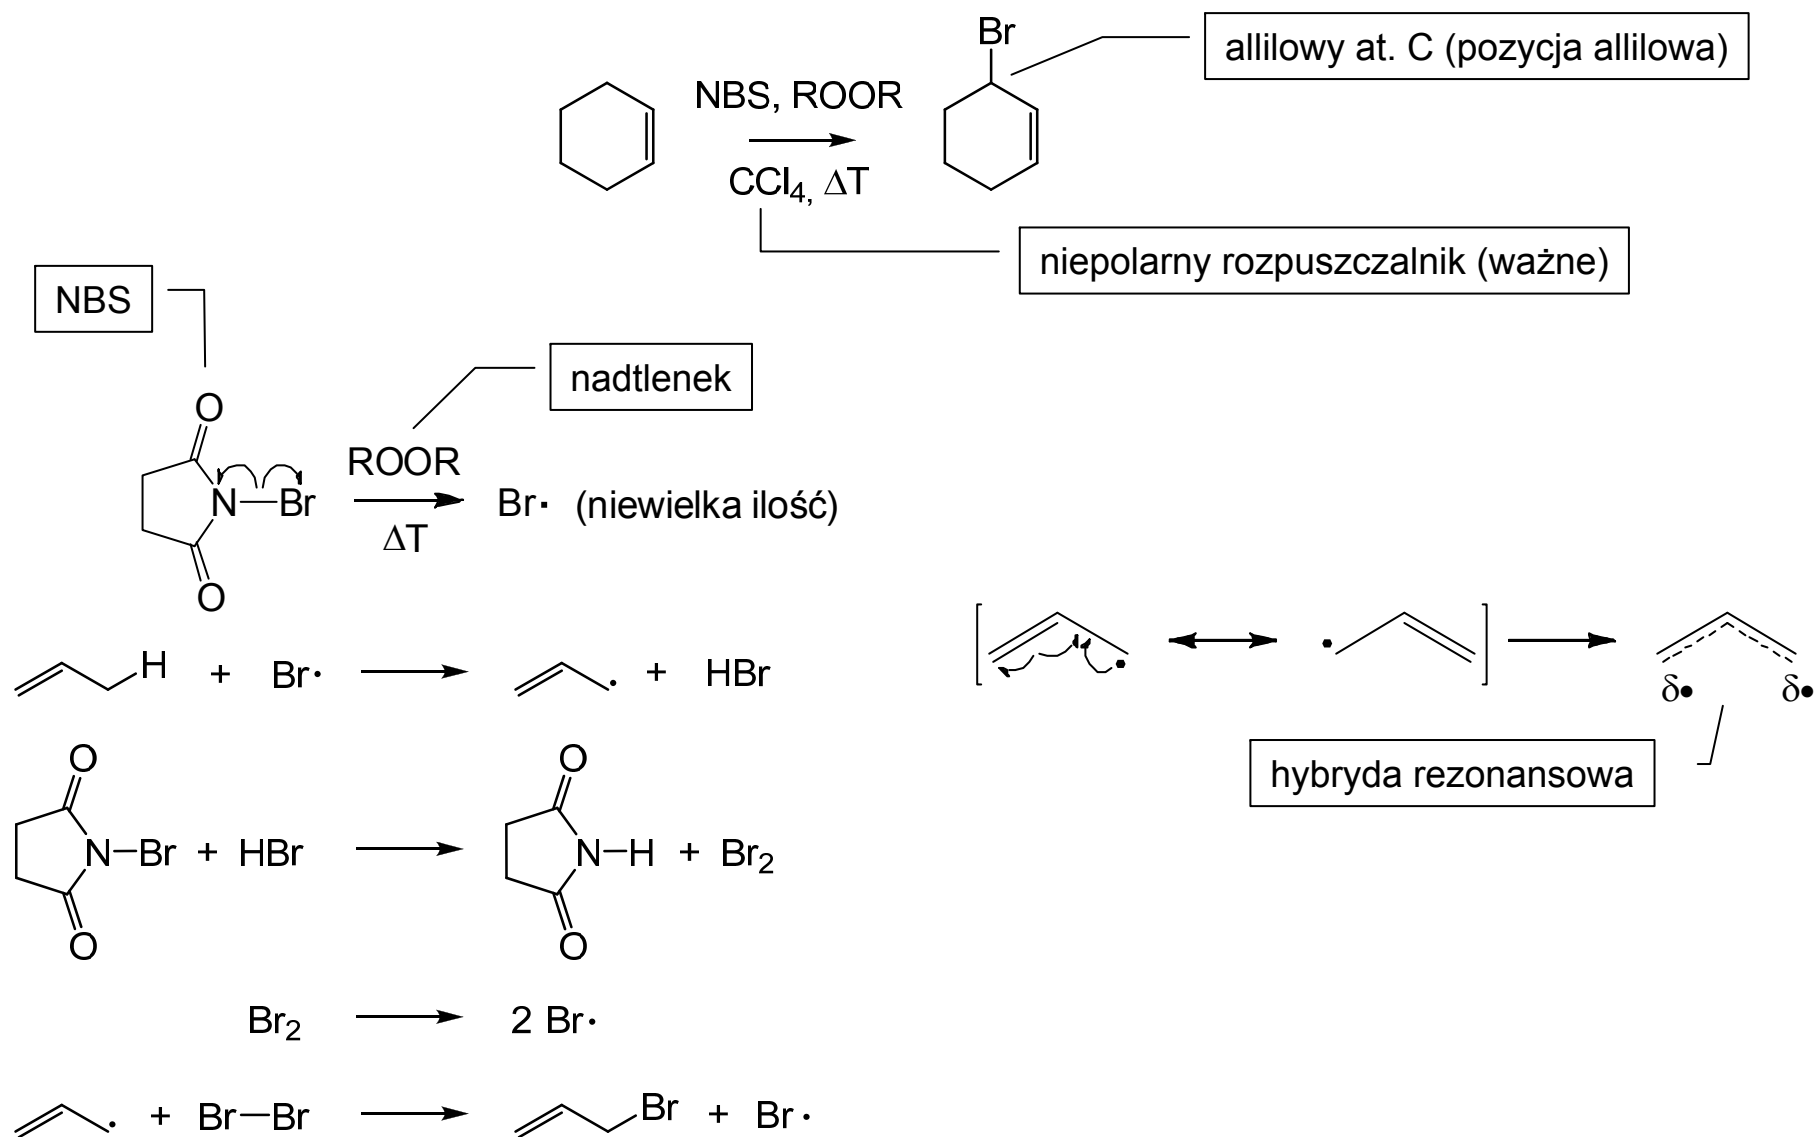 Br
allilowy at. C (pozycja allilowa)
NBS, ROOR
CCl4, ΔT
niepolarny rozpuszczalnik (ważne)
NBS
nadtlenek
O
ROOR
N Br
Br· (niewielka ilość)
ΔT
O
H + Br· · + HBr
δ• δ•
hybryda rezonansowa
O O
N Br + HBr N H + Br2
O O
Br2 2 Br·
· + Br Br Br + Br·